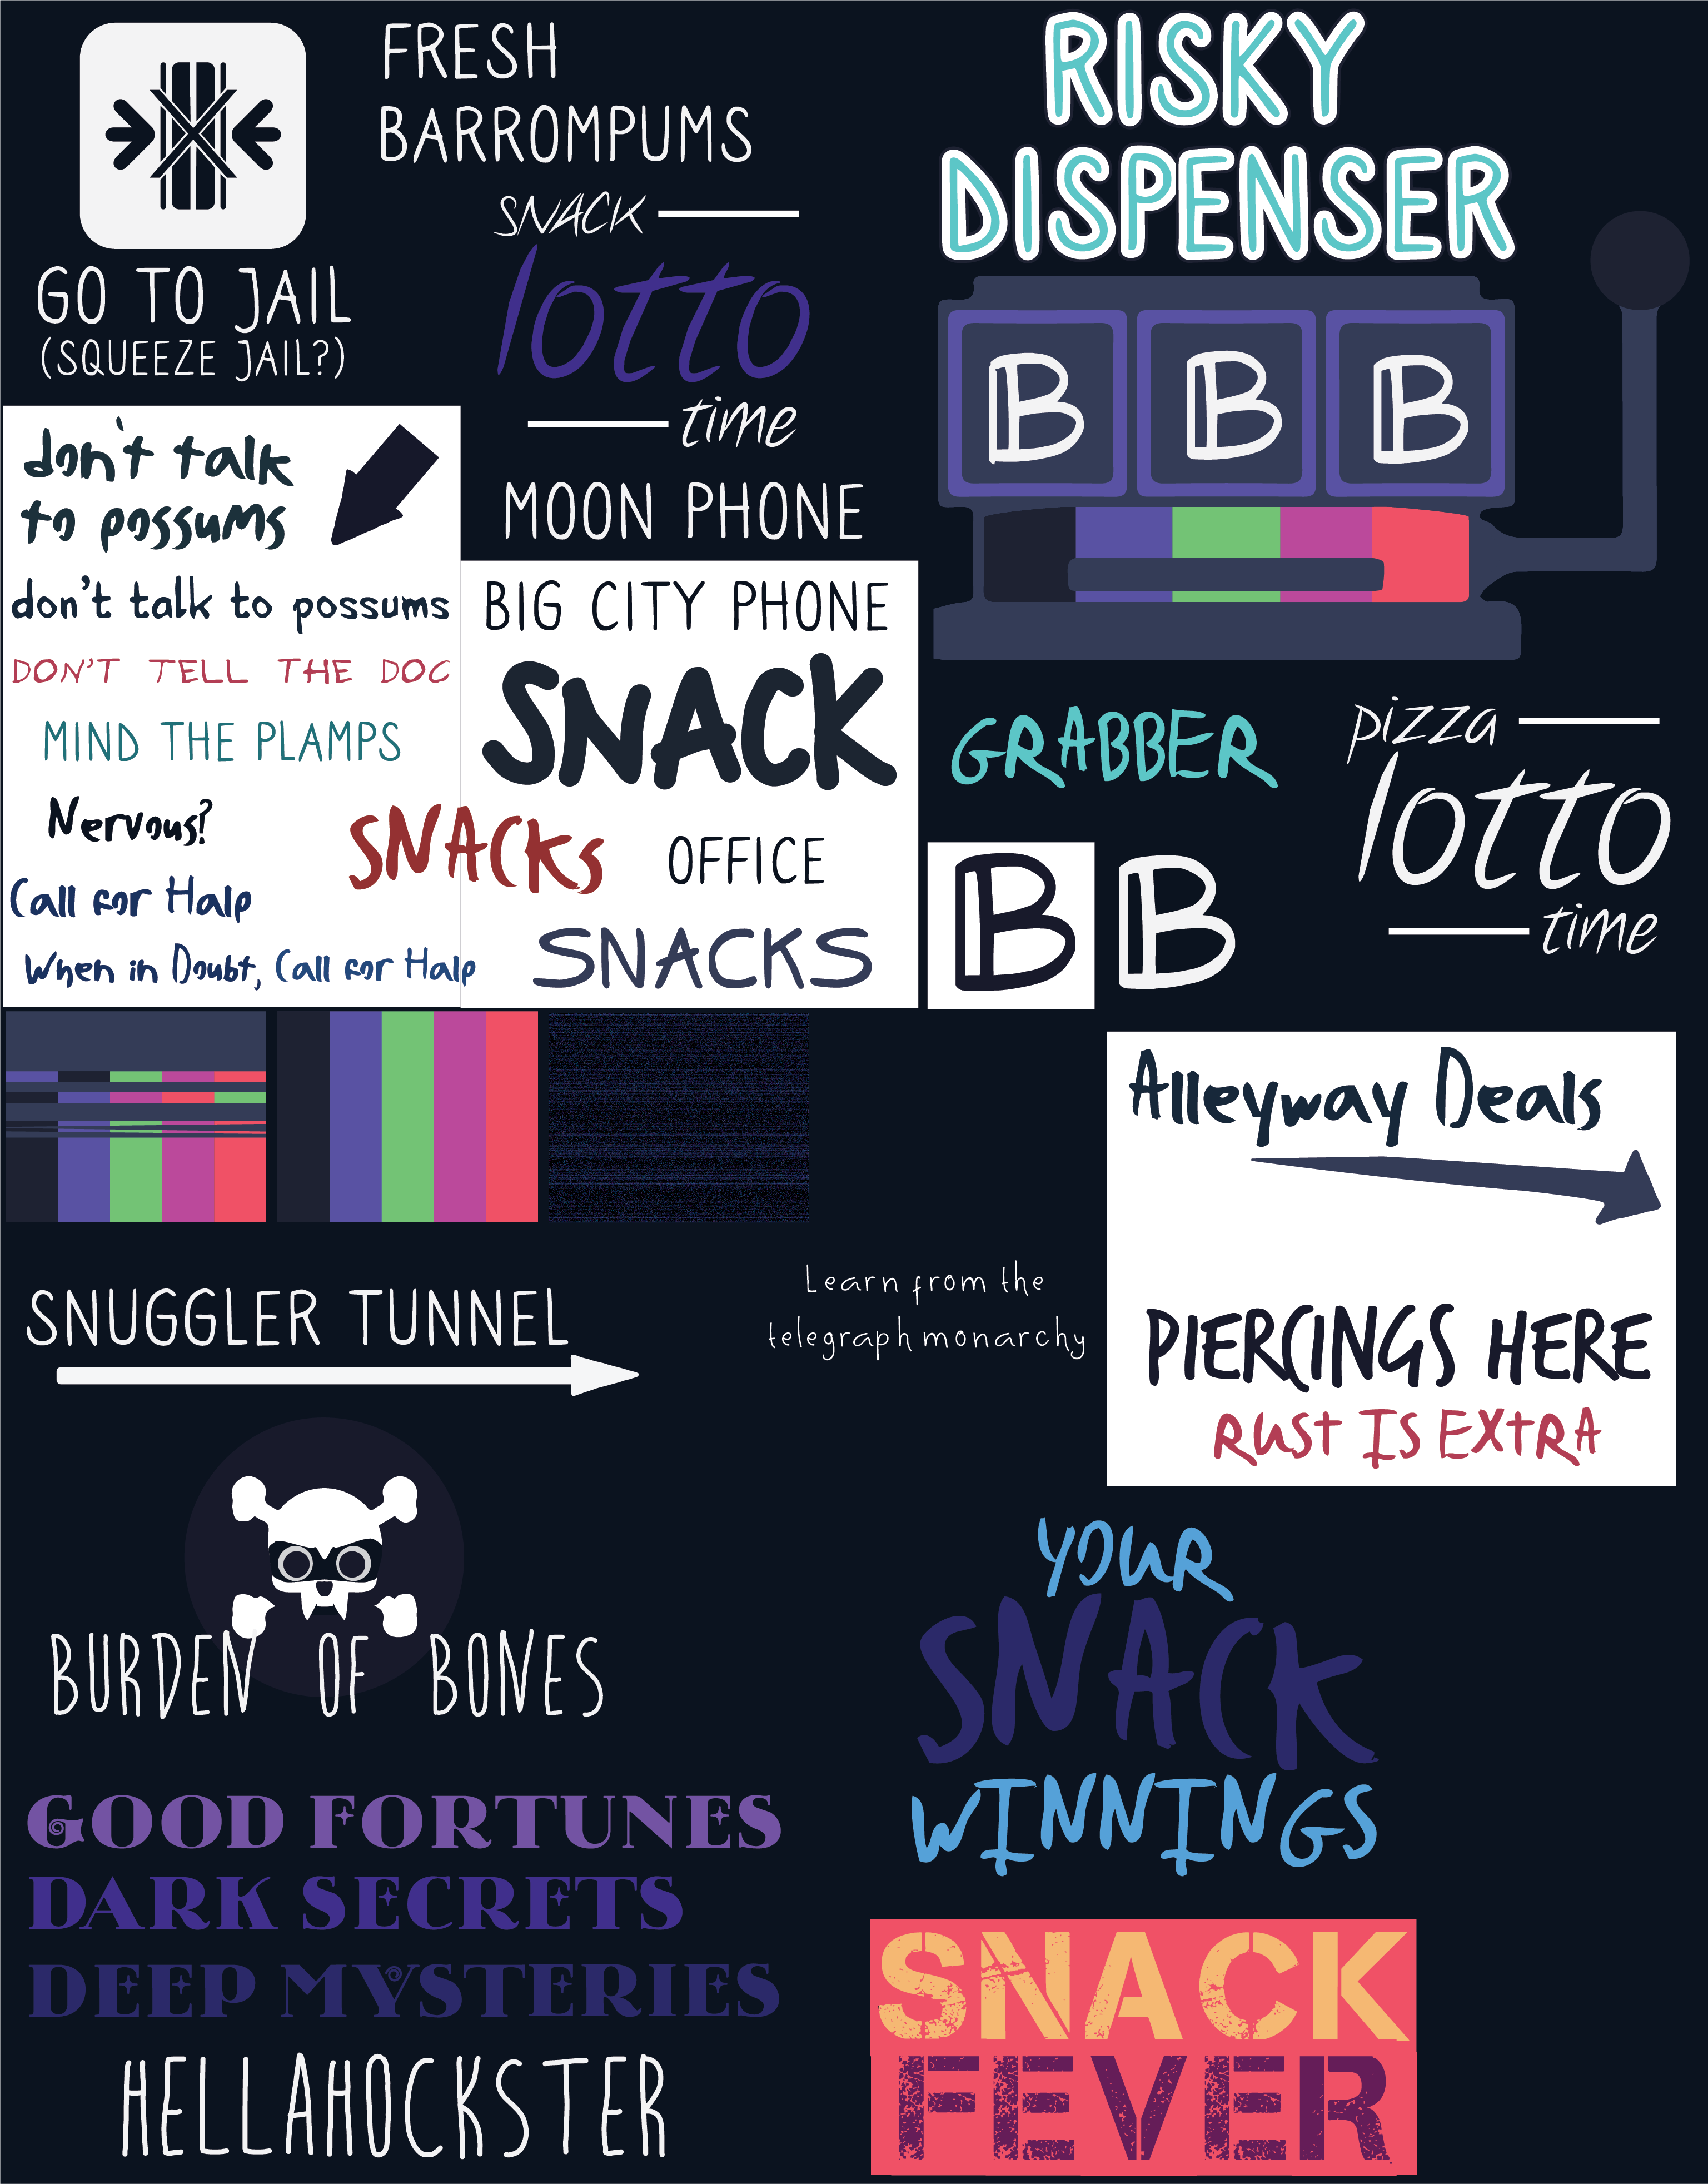 FRESH
BARROMPUMS
GO TO JAIL
(SQUEEZE JAIL?)
SNACK
lotto
time
MOON PHONE
RISKY
DISPENSER
B B B
don't talk
to possums
don't talk to possums
DON'T TELL THE DOC
MIND THE PLAMPS
Nervous?
Call for Halp
When in Doubt, Call for Halp
BIG CITY PHONE
SNACK
SNACKs
OFFICE
SNACKS
GRABBER
pizza
lotto
time
B B
Alleyway Deals
PIERCINGS HERE
RUST IS EXTRA
SNUGGLER TUNNEL
Learn from the
telegraph monarchy
BURDEN OF BONES
YOUR
SNACK
WINNINGS
GOOD FORTUNES
DARK SECRETS
DEEP MYSTERIES
HELLAHOCKSTER
SNACK
FEVER